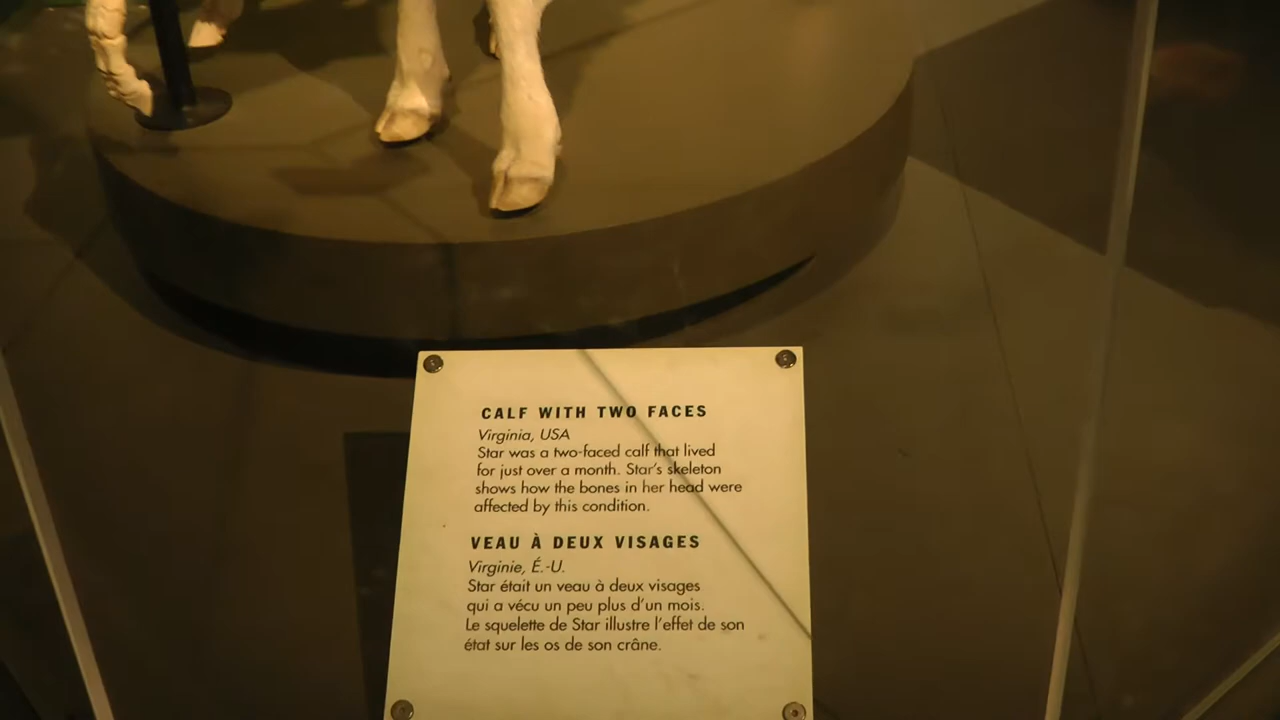 CALF WITH TWO FACES
Virginia, USA
Star was a two-faced calf that lived
for just over a month. Star's skeleton
shows how the bones in her head were
affected by this condition.
VEAU À DEUX VISAGES
Virginie, É.-U.
Star était un veau à deux visages
qui a vécu un peu plus d'un mois.
Le squelette de Star illustre l'effet de son
état sur les os de son crâne.